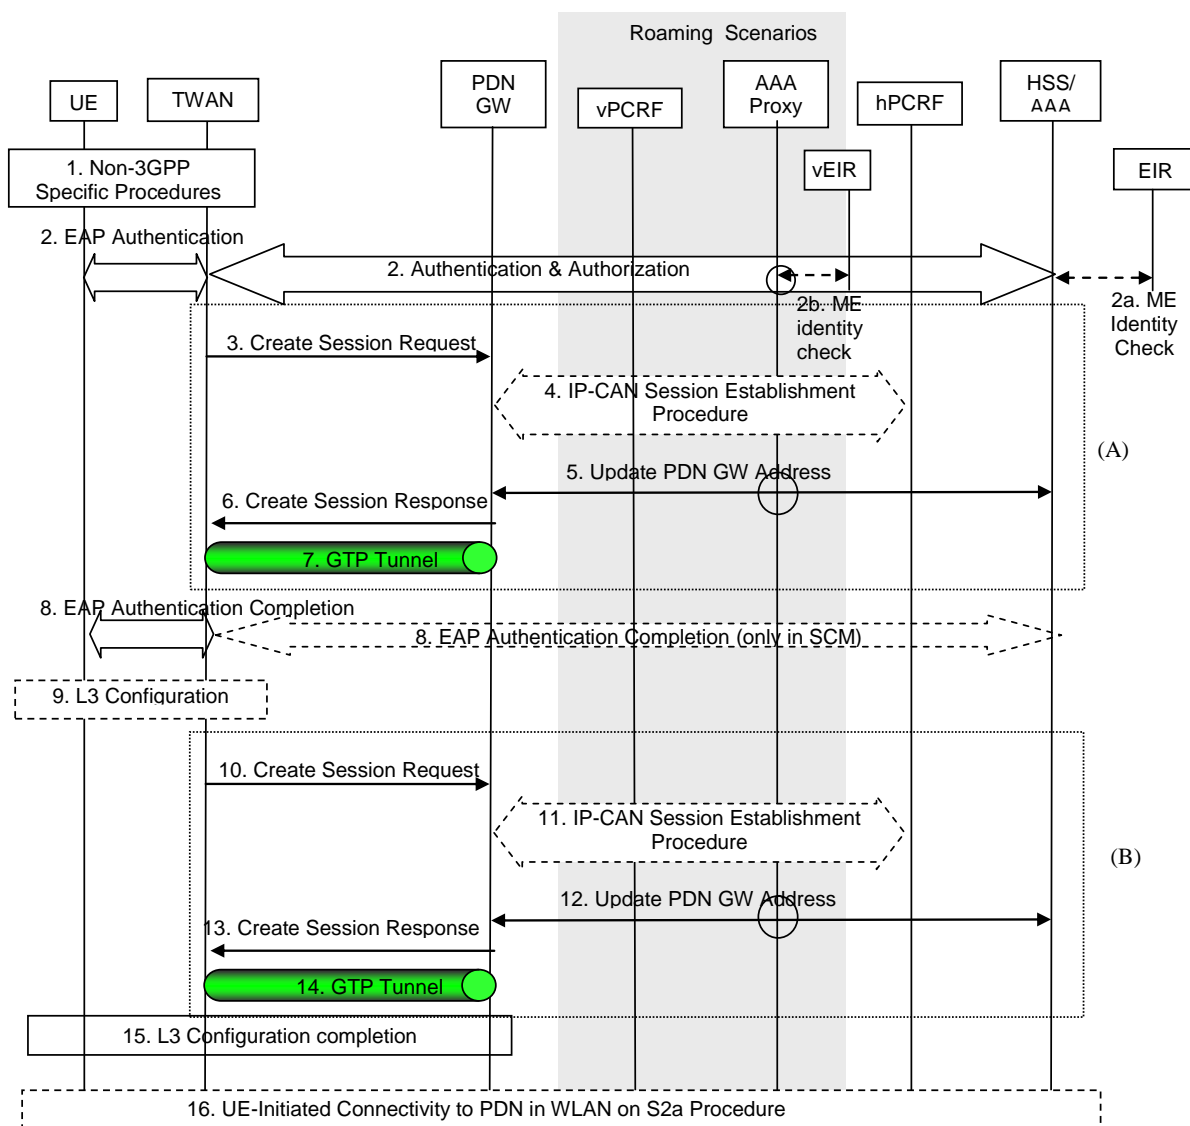 Roaming Scenarios
UE
TWAN
PDN
GW
vPCRF
AAA
Proxy
hPCRF
HSS/
AAA
vEIR
EIR
1. Non-3GPP
Specific Procedures
2. EAP Authentication
2. Authentication & Authorization
2b. ME
identity
check
2a. ME
Identity
Check
3. Create Session Request
4. IP-CAN Session Establishment
Procedure
(A)
5. Update PDN GW Address
6. Create Session Response
7. GTP Tunnel
8. EAP Authentication Completion
8. EAP Authentication Completion (only in SCM)
9. L3 Configuration
10. Create Session Request
11. IP-CAN Session Establishment
Procedure
(B)
12. Update PDN GW Address
13. Create Session Response
14. GTP Tunnel
15. L3 Configuration completion
16. UE-Initiated Connectivity to PDN in WLAN on S2a Procedure